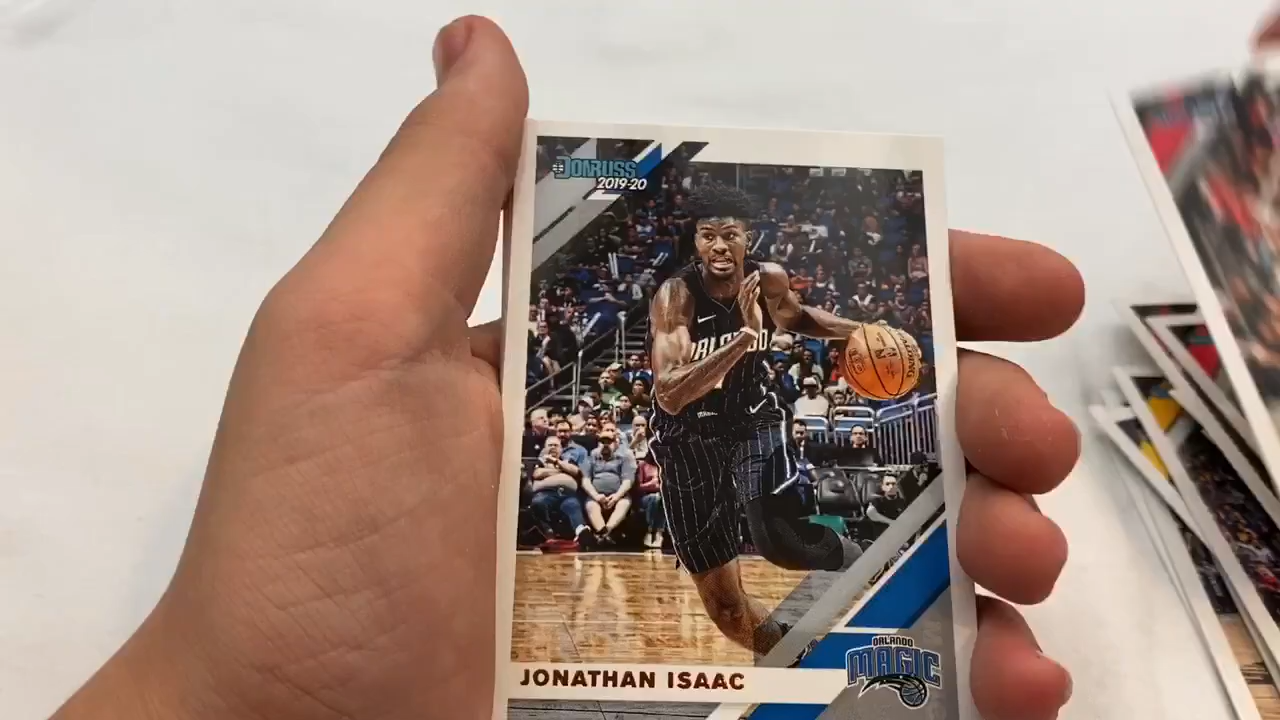 DONRUSS
2019-20
ORLANDO
JONATHAN ISAAC
ORLANDO
MAGIC